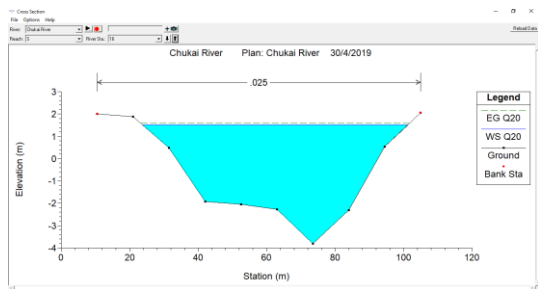 Cross Section
File Options Help
River: Chukai River
Reload Data
Reach: 3 River Sta.: 16
Chukai River Plan: Chukai River 30/4/2019
.025
Legend
EG Q20
WS Q20
Ground
Bank Sta
3
2
1
0
-1
-2
-3
-4
Elevation (m)
0 20 40 60 80 100 120
Station (m)